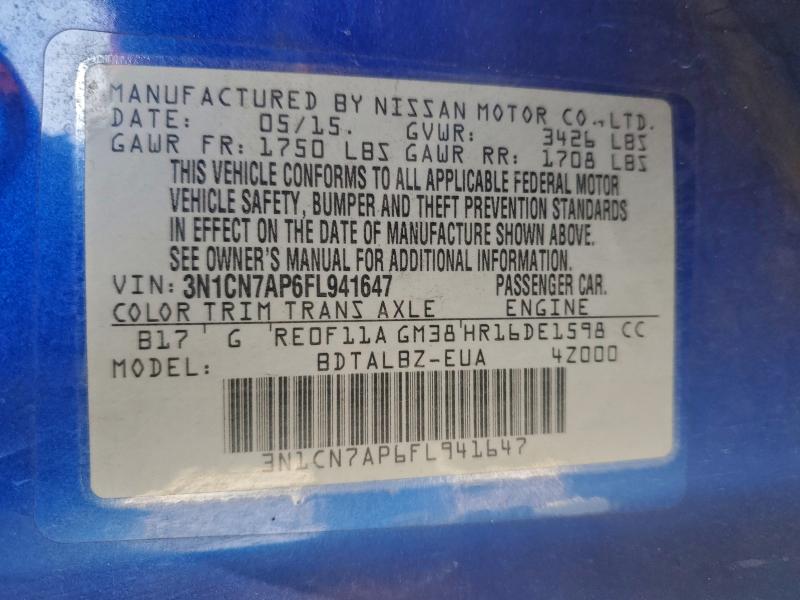 MANUFACTURED BY NISSAN MOTOR CO., LTD.
DATE: 05/15. GVWR: 3426 LBS
GAWR FR: 1750 LBS GAWR RR: 1708 LBS
THIS VEHICLE CONFORMS TO ALL APPLICABLE FEDERAL MOTOR
VEHICLE SAFETY, BUMPER AND THEFT PREVENTION STANDARDS
IN EFFECT ON THE DATE OF MANUFACTURE SHOWN ABOVE.
SEE OWNER'S MANUAL FOR ADDITIONAL INFORMATION.
VIN: 3N1CN7AP6FL941647 PASSENGER CAR.
COLOR TRIM TRANS AXLE ENGINE
B17 G RE0F11A GM38 HR16DE1598 CC
MODEL: BDTALBZ-EUA 4Z000
3N1CN7AP6FL941647